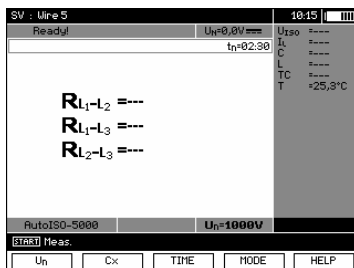 SV : Wire 5 10:15
Ready! UN=0,0V
tn=02:30
UISO =---
IL =---
C =---
L =---
TC =---
T =25,3°C
RL1-L2 =---
RL1-L3 =---
RL2-L3 =---
AutoISO-5000 Un=1000V
START Meas.
Un Cx TIME MODE HELP